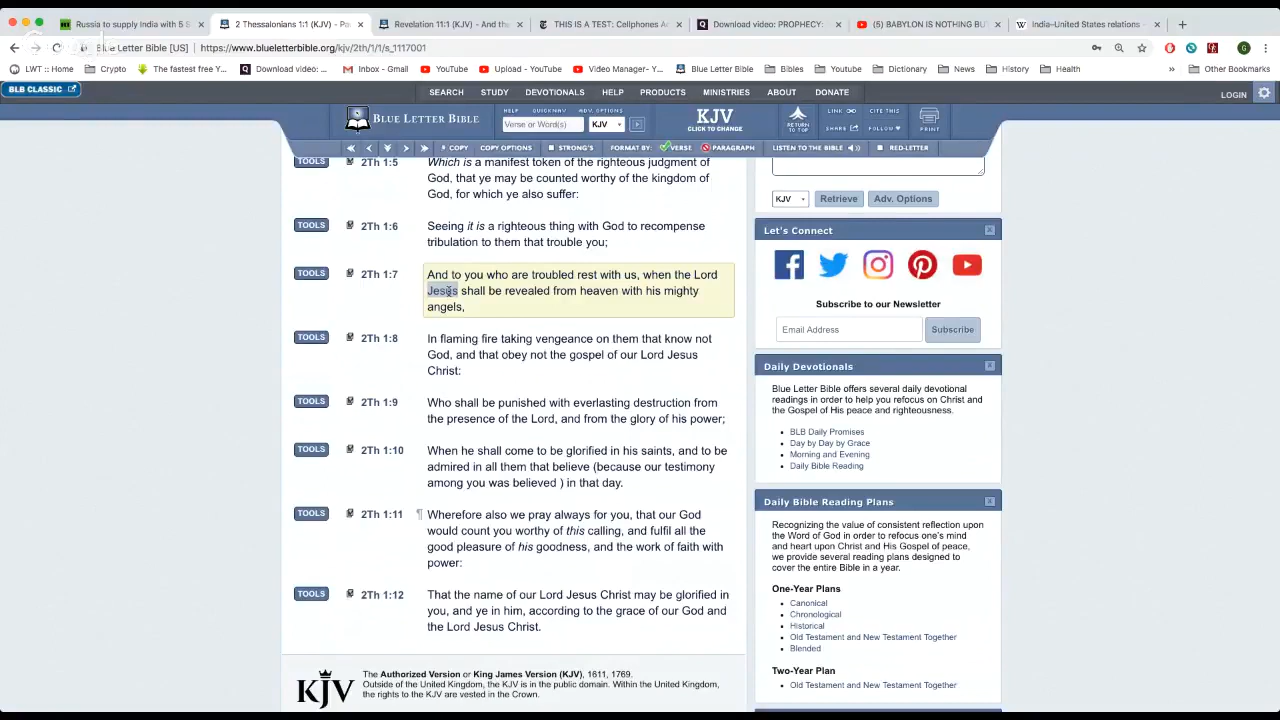 Russia to supply India with 5 S
2 Thessalonians 1:1 (KJV) - Po
Revelation 11:1 (KJV) - And the
THIS IS A TEST: Cellphones A
Download video: PROPHECY:
(5) BABYLON IS NOTHING BU
India–United States relations -
Blue Letter Bible [US] https://www.blueletterbible.org/kjv/2th/1/1/s_1117001
LWT :: Home
Crypto
The fastest free Y...
Download video: ...
Inbox - Gmail
YouTube
Upload - YouTube
Video Manager- Y...
Blue Letter Bible
Bibles
Youtube
Dictionary
News
History
Health
Other Bookmarks
BLB CLASSIC
SEARCH STUDY DEVOTIONALS HELP PRODUCTS MINISTRIES ABOUT DONATE
LOGIN
BLUE LETTER BIBLE
HELP QUICKNAV ADV. OPTIONS
Verse or Word(s) KJV
KJV
CLICK TO CHANGE
RETURN
TO TOP
LINK CITE THIS
SHARE FOLLOW
PRINT
COPY COPY OPTIONS STRONG'S FORMAT BY: VERSE PARAGRAPH LISTEN TO THE BIBLE RED-LETTER
TOOLS 2Th 1:5 Which is a manifest token of the righteous judgment of
God, that ye may be counted worthy of the kingdom of
God, for which ye also suffer:
TOOLS 2Th 1:6 Seeing it is a righteous thing with God to recompense
tribulation to them that trouble you;
TOOLS 2Th 1:7 And to you who are troubled rest with us, when the Lord
Jesus shall be revealed from heaven with his mighty
angels,
TOOLS 2Th 1:8 In flaming fire taking vengeance on them that know not
God, and that obey not the gospel of our Lord Jesus
Christ:
TOOLS 2Th 1:9 Who shall be punished with everlasting destruction from
the presence of the Lord, and from the glory of his power;
TOOLS 2Th 1:10 When he shall come to be glorified in his saints, and to be
admired in all them that believe (because our testimony
among you was believed ) in that day.
TOOLS 2Th 1:11 ¶ Wherefore also we pray always for you, that our God
would count you worthy of this calling, and fulfil all the
good pleasure of his goodness, and the work of faith with
power:
TOOLS 2Th 1:12 That the name of our Lord Jesus Christ may be glorified in
you, and ye in him, according to the grace of our God and
the Lord Jesus Christ.
KJV
The Authorized Version or King James Version (KJV), 1611, 1769.
Outside of the United Kingdom, the KJV is in the public domain. Within the United Kingdom,
the rights to the KJV are vested in the Crown.
KJV Retrieve Adv. Options
Let's Connect
Subscribe to our Newsletter
Email Address Subscribe
Daily Devotionals
Blue Letter Bible offers several daily devotional
readings in order to help you refocus on Christ and
the Gospel of His peace and righteousness.
BLB Daily Promises
Day by Day by Grace
Morning and Evening
Daily Bible Reading
Daily Bible Reading Plans
Recognizing the value of consistent reflection upon
the Word of God in order to refocus one's mind
and heart upon Christ and His Gospel of peace,
we provide several reading plans designed to
cover the entire Bible in a year.
One-Year Plans
Canonical
Chronological
Historical
Old Testament and New Testament Together
Blended
Two-Year Plan
Old Testament and New Testament Together